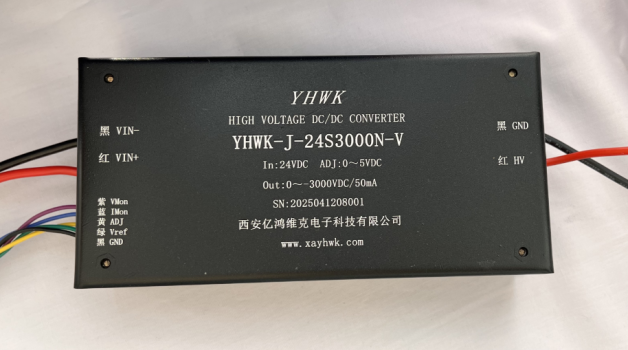 YHWK
HIGH VOLTAGE DC/DC CONVERTER
YHWK-J-24S3000N-V
In:24VDC ADJ:0～5VDC
Out:0～-3000VDC/50mA
SN:2025041208001
西安亿鸿维克电子科技有限公司
www.xayhwk.com
黑 VIN-
红 VIN+
紫 VMon
蓝 IMon
黄 ADJ
绿 Vref
黑 GND
黑 GND
红 HV